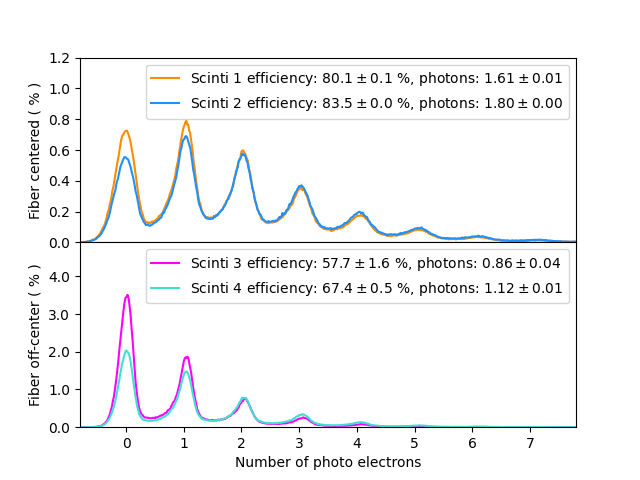 1.2
1.0
0.8
0.6
0.4
0.2
0.0
Fiber centered ( % )
Scinti 1 efficiency: 80.1 ± 0.1 %, photons: 1.61 ± 0.01
Scinti 2 efficiency: 83.5 ± 0.0 %, photons: 1.80 ± 0.00
4.0
3.0
2.0
1.0
0.0
Fiber off-center ( % )
Scinti 3 efficiency: 57.7 ± 1.6 %, photons: 0.86 ± 0.04
Scinti 4 efficiency: 67.4 ± 0.5 %, photons: 1.12 ± 0.01
0 1 2 3 4 5 6 7
Number of photo electrons